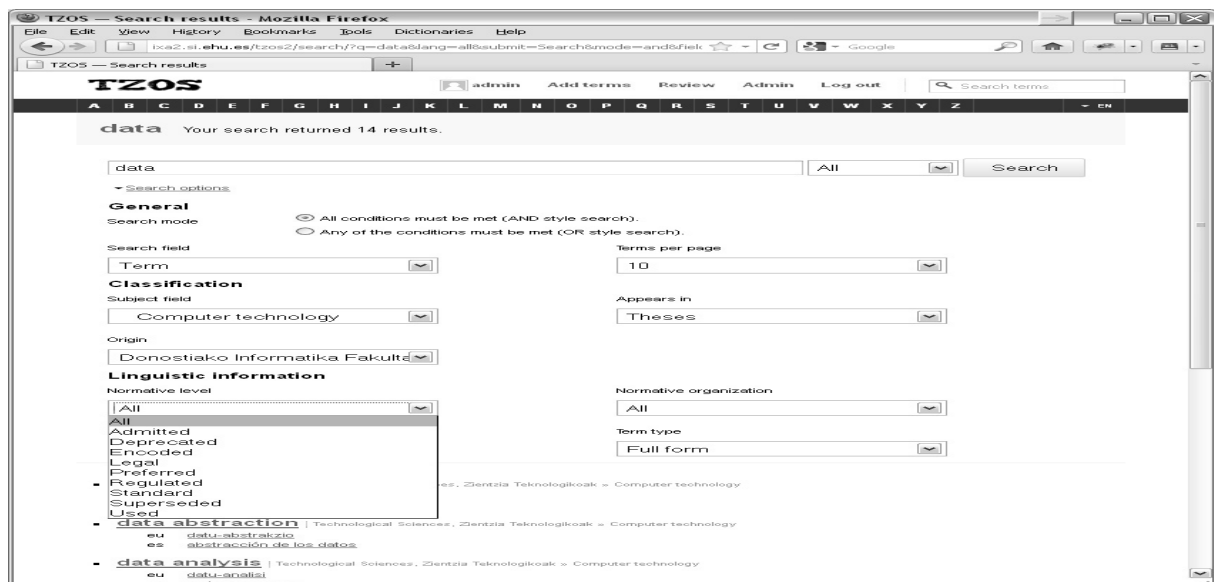 TZOS — Search results - Mozilla Firefox
File Edit View History Bookmarks Tools Dictionaries Help
ixa2.si.ehu.es/tzos2/search/?q=data&lang=all&submit=Search&mode=and&fiel Google
TZOS — Search results
TZOS admin Add terms Review Admin Log out Search terms
A B C D E F G H I J K L M N O P Q R S T U V W X Y Z EN
data Your search returned 14 results.
data All Search
Search options
General
Search mode All conditions must be met (AND style search).
Any of the conditions must be met (OR style search).
Search field Terms per page
Term 10
Classification
Subject field Appears in
Computer technology Theses
Origin
Donostiako Informatika Fakulta
Linguistic information
Normative level Normative organization
All All
All
Admitted Term type
Deprecated
Encoded Full form
Legal
Preferred
Regulated es, Zientzia Teknologikoak » Computer technology
Standard
Superseded
Used
data abstraction | Technological Sciences, Zientzia Teknologikoak » Computer technology
eu datu-abstrakzio
es abstracción de los datos
data analysis | Technological Sciences, Zientzia Teknologikoak » Computer technology
eu datu-analisi